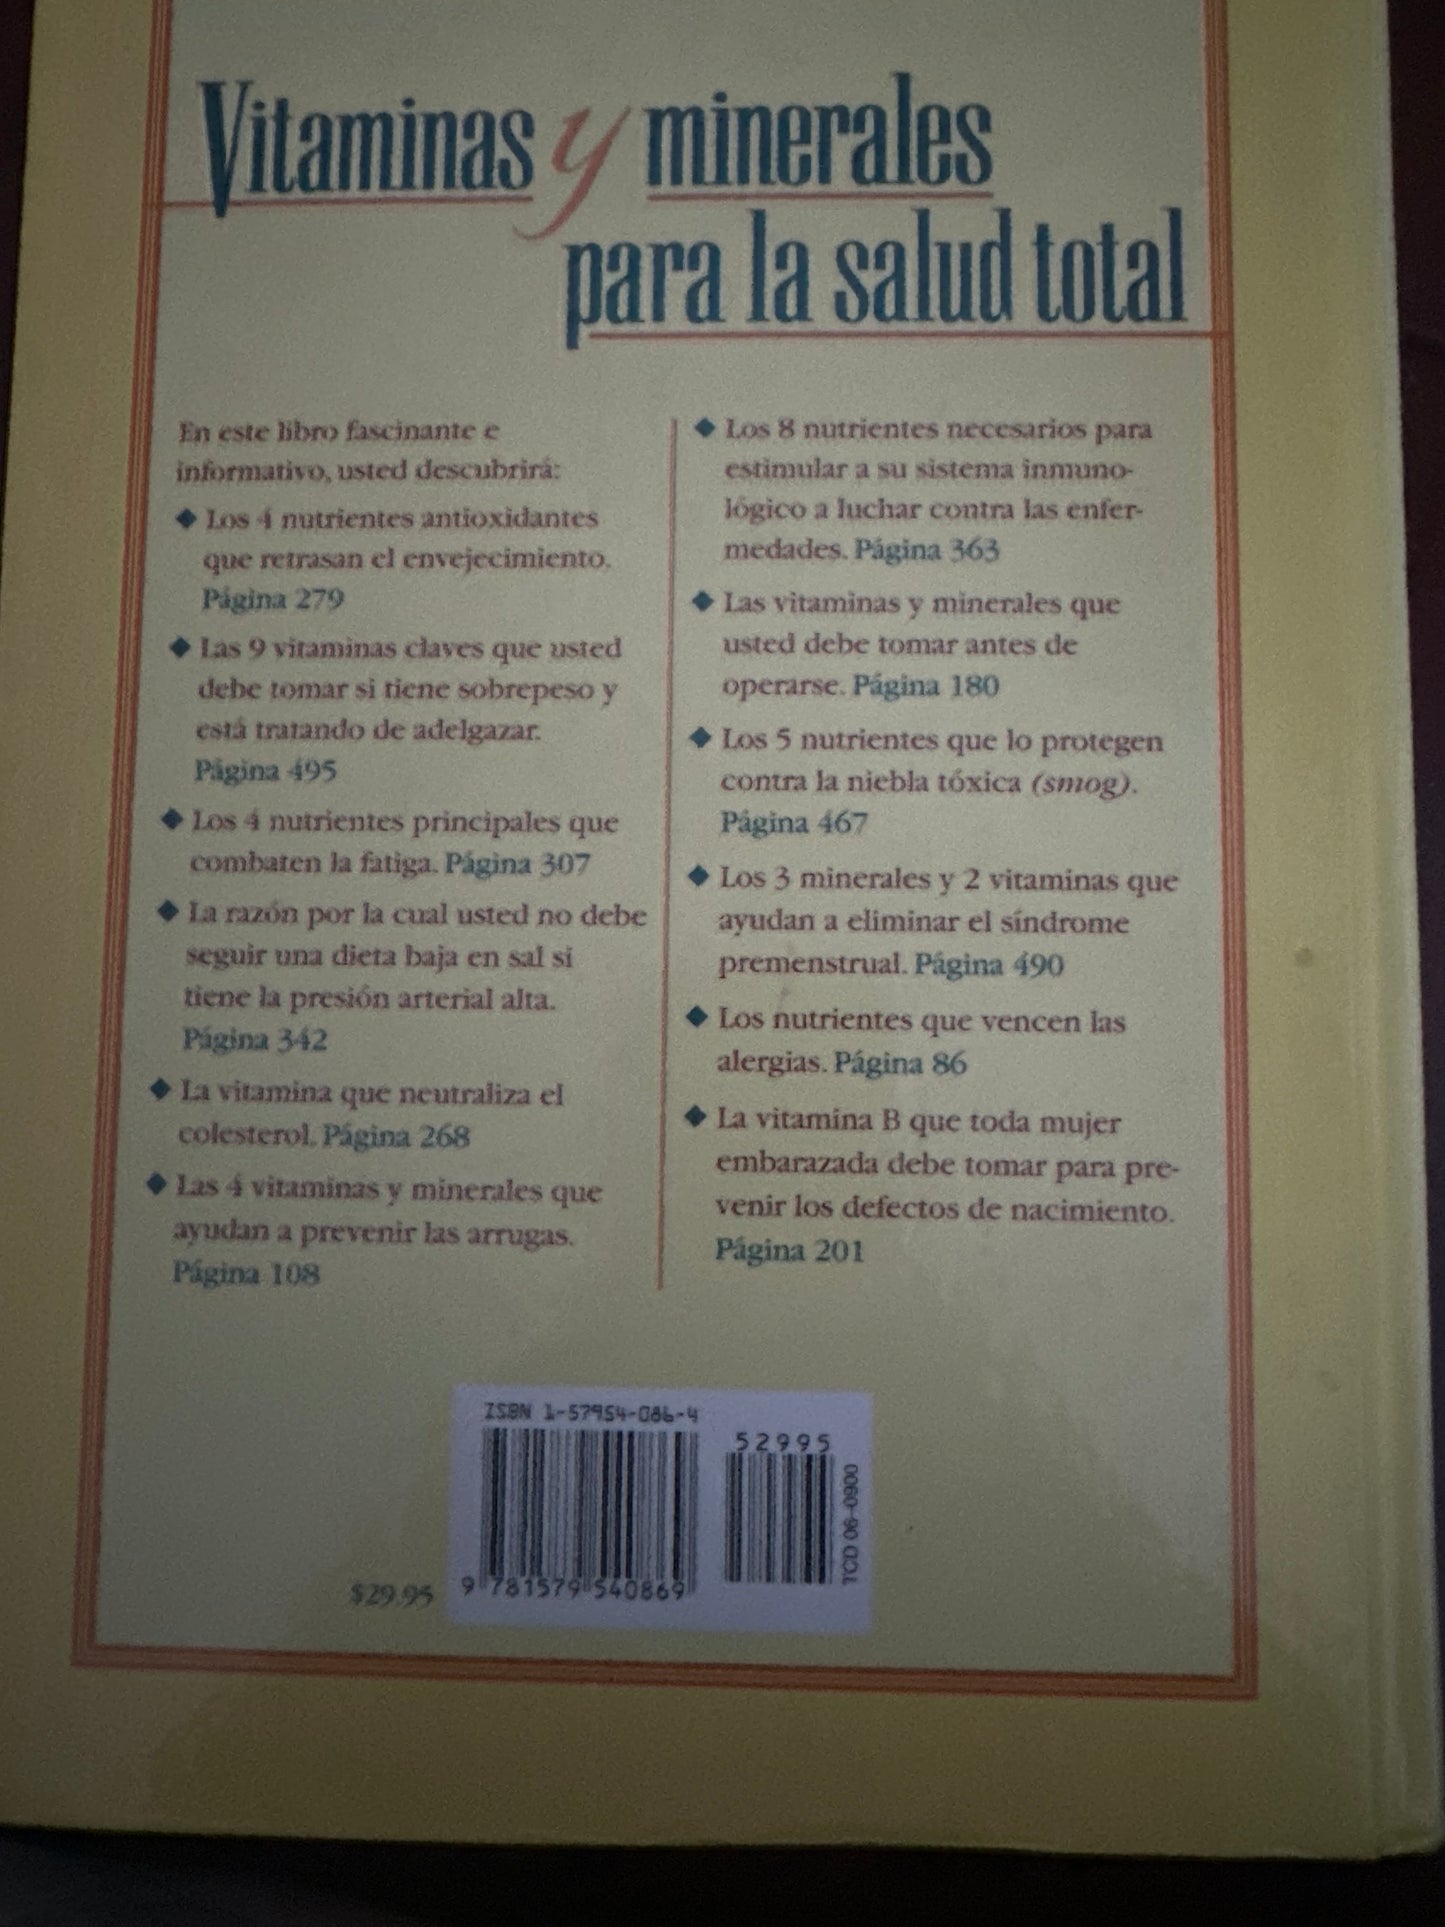 Vitaminas y minerales
para la salud total
En este libro fascinante e
informativo, usted descubrirá:
◆ Los 4 nutrientes antioxidantes
que retrasan el envejecimiento.
Página 279
◆ Las 9 vitaminas claves que usted
debe tomar si tiene sobrepeso y
está tratando de adelgazar.
Página 495
◆ Los 4 nutrientes principales que
combaten la fatiga. Página 307
◆ La razón por la cual usted no debe
seguir una dieta baja en sal si
tiene la presión arterial alta.
Página 342
◆ La vitamina que neutraliza el
colesterol. Página 268
◆ Las 4 vitaminas y minerales que
ayudan a prevenir las arrugas.
Página 108
◆ Los 8 nutrientes necesarios para
estimular a su sistema inmuno-
lógico a luchar contra las enfer-
medades. Página 363
◆ Las vitaminas y minerales que
usted debe tomar antes de
operarse. Página 180
◆ Los 5 nutrientes que lo protegen
contra la niebla tóxica (smog).
Página 467
◆ Los 3 minerales y 2 vitaminas que
ayudan a eliminar el síndrome
premenstrual. Página 490
◆ Los nutrientes que vencen las
alergias. Página 86
◆ La vitamina B que toda mujer
embarazada debe tomar para pre-
venir los defectos de nacimiento.
Página 201
ISBN 1-57954-086-4
52995
9 781579 540869
TCD 06-0900
$29.95